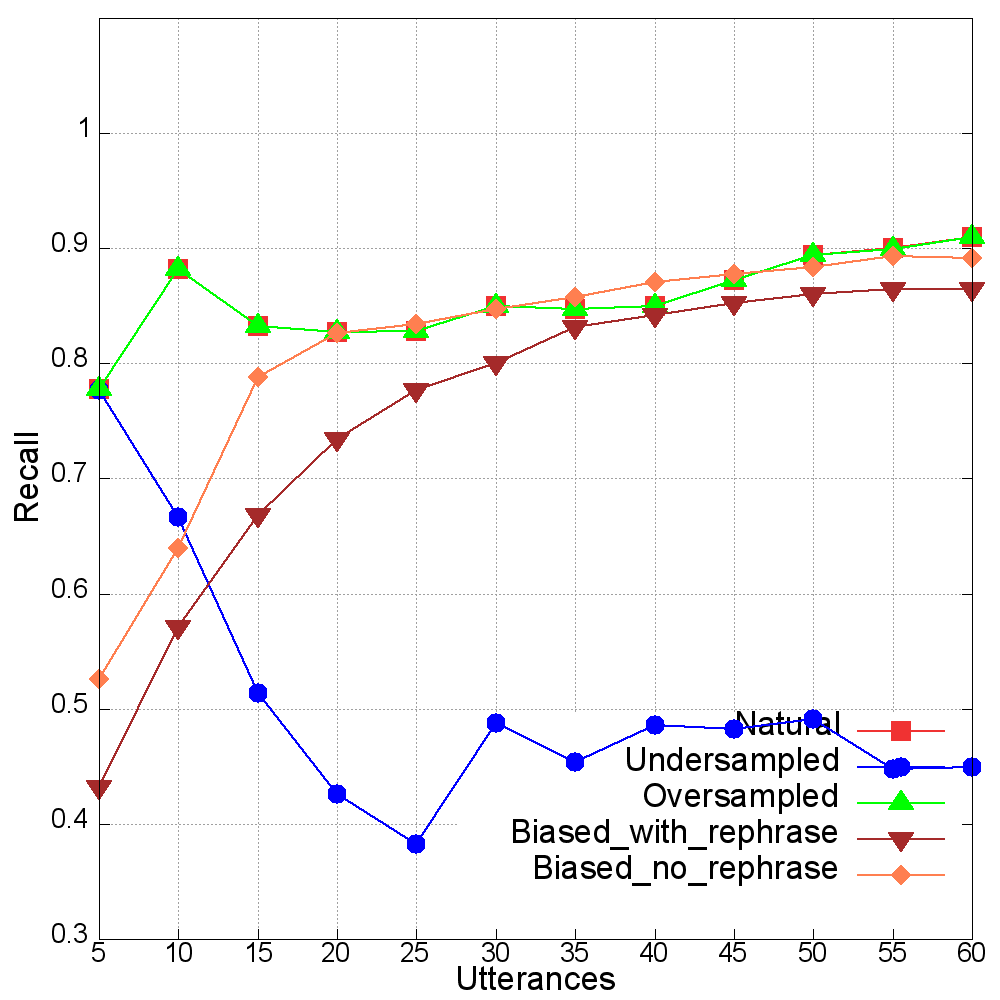 1
0.9
0.8
0.7
0.6
0.5
0.4
0.3
Recall
Natural
Undersampled
Oversampled
Biased_with_rephrase
Biased_no_rephrase
5 10 15 20 25 30 35 40 45 50 55 60
Utterances